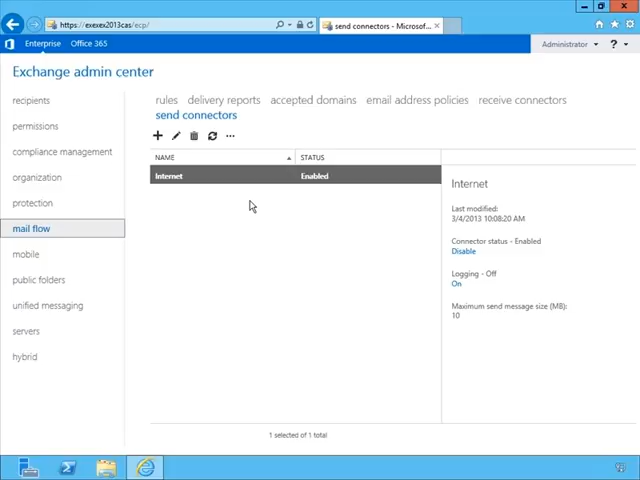 https://exexex2013cas/ecp/
send connectors - Microsoft...
Enterprise Office 365
Administrator
?
Exchange admin center
recipients
permissions
compliance management
organization
protection
mail flow
mobile
public folders
unified messaging
servers
hybrid
rules delivery reports accepted domains email address policies receive connectors
send connectors
NAME STATUS
Internet Enabled
Internet
Last modified:
3/4/2013 10:08:20 AM
Connector status - Enabled
Disable
Logging - Off
On
Maximum send message size (MB):
10
1 selected of 1 total